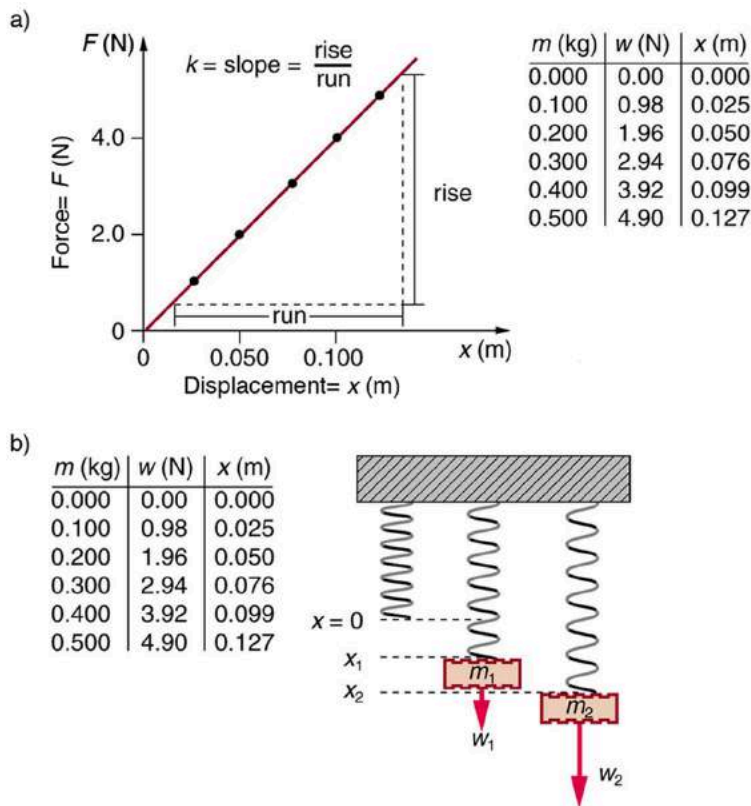 a)
F (N)
k = slope = rise
run
4.0
2.0
0
Force= F (N)
rise
run
0 0.050 0.100 x (m)
Displacement= x (m)
m (kg) w (N) x (m)
0.000 0.00 0.000
0.100 0.98 0.025
0.200 1.96 0.050
0.300 2.94 0.076
0.400 3.92 0.099
0.500 4.90 0.127
b)
m (kg) w (N) x (m)
0.000 0.00 0.000
0.100 0.98 0.025
0.200 1.96 0.050
0.300 2.94 0.076
0.400 3.92 0.099
0.500 4.90 0.127
x = 0
x₁
m₁
x₂
m₂
w₁
w₂